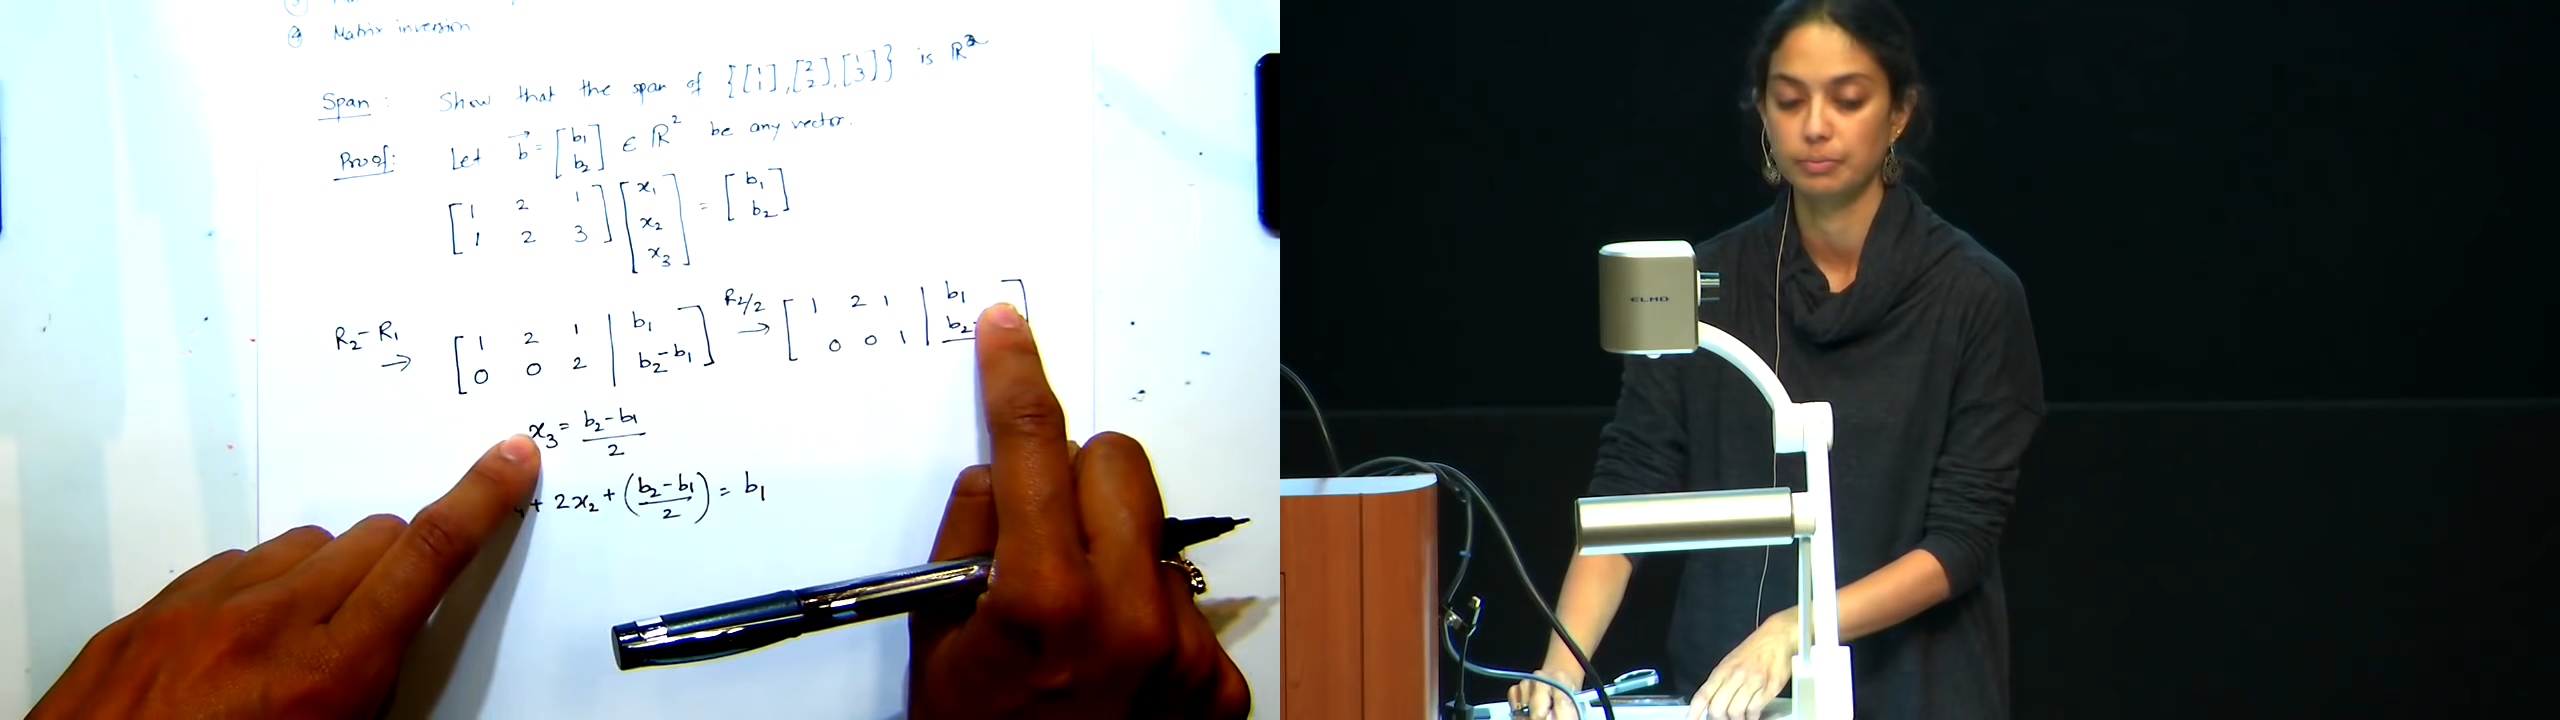 ④ Matrix inversion
Span: Show that the span of {[1 1], [2 2], [1 3]} is ℝ²
Proof: Let b⃗ = [b₁ b₂] ∈ ℝ² be any vector.
[1 2 1; 1 2 3] [x₁ x₂ x₃] = [b₁ b₂]
R₂-R₁ → [1 2 1 | b₁; 0 0 2 | b₂-b₁] R₂/2 → [1 2 1 | b₁; 0 0 1 | b₂-
x₃ = (b₂-b₁)/2
+ 2x₂ + ((b₂-b₁)/2) = b₁
ELMO